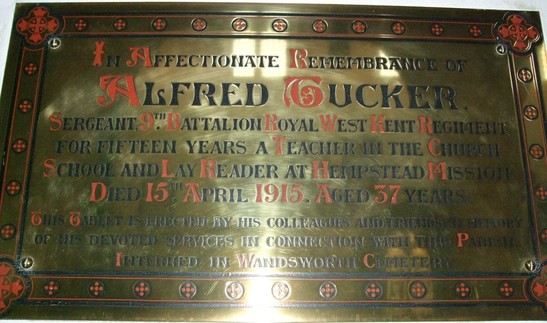 In Affectionate Remembrance of
Alfred Tucker.
Sergeant 9th Battalion Royal West Kent Regiment
for fifteen years a Teacher in the Church
School and Lay Reader at Hempstead Mission
Died 15th April 1915. Aged 37 years.
This Tablet is erected by his colleagues and friends in memory
of his devoted services in connection with this Parish.
Interred in Wandsworth Cemetery.